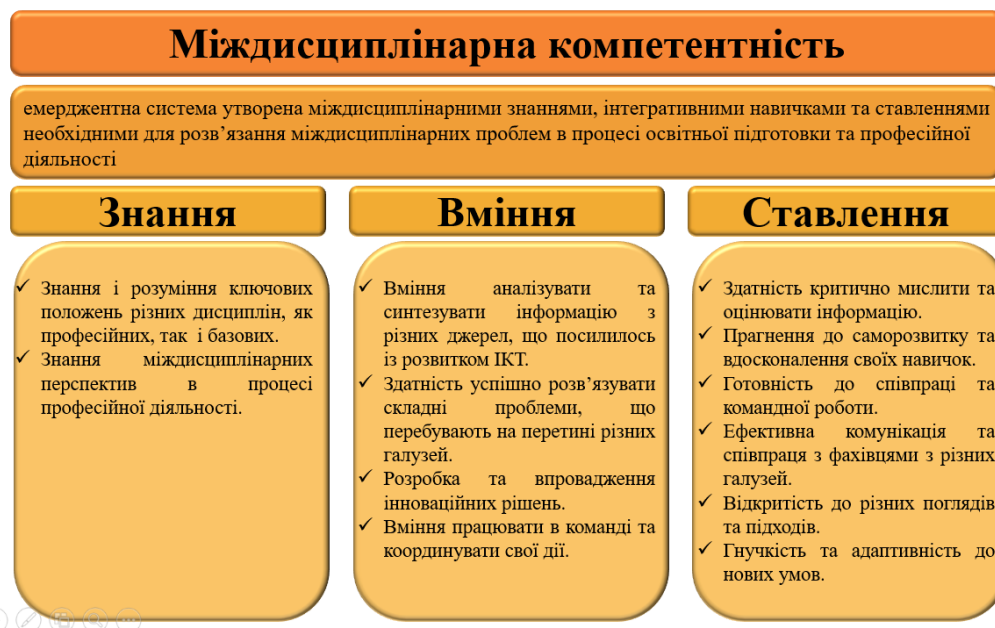 Міждисциплінарна компетентність
емерджентна система утворена міждисциплінарними знаннями, інтегративними навичками та ставленнями
необхідними для розв’язання міждисциплінарних проблем в процесі освітньої підготовки та професійної
діяльності
Знання
✓ Знання і розуміння ключових
положень різних дисциплін, як
професійних, так і базових.
✓ Знання міждисциплінарних
перспектив в процесі
професійної діяльності.
Вміння
✓ Вміння аналізувати та
синтезувати інформацію з
різних джерел, що посилилось
із розвитком ІКТ.
✓ Здатність успішно розв’язувати
складні проблеми, що
перебувають на перетині різних
галузей.
✓ Розробка та впровадження
інноваційних рішень.
✓ Вміння працювати в команді та
координувати свої дії.
Ставлення
✓ Здатність критично мислити та
оцінювати інформацію.
✓ Прагнення до саморозвитку та
вдосконалення своїх навичок.
✓ Готовність до співпраці та
командної роботи.
✓ Ефективна комунікація та
співпраця з фахівцями з різних
галузей.
✓ Відкритість до різних поглядів
та підходів.
✓ Гнучкість та адаптивність до
нових умов.